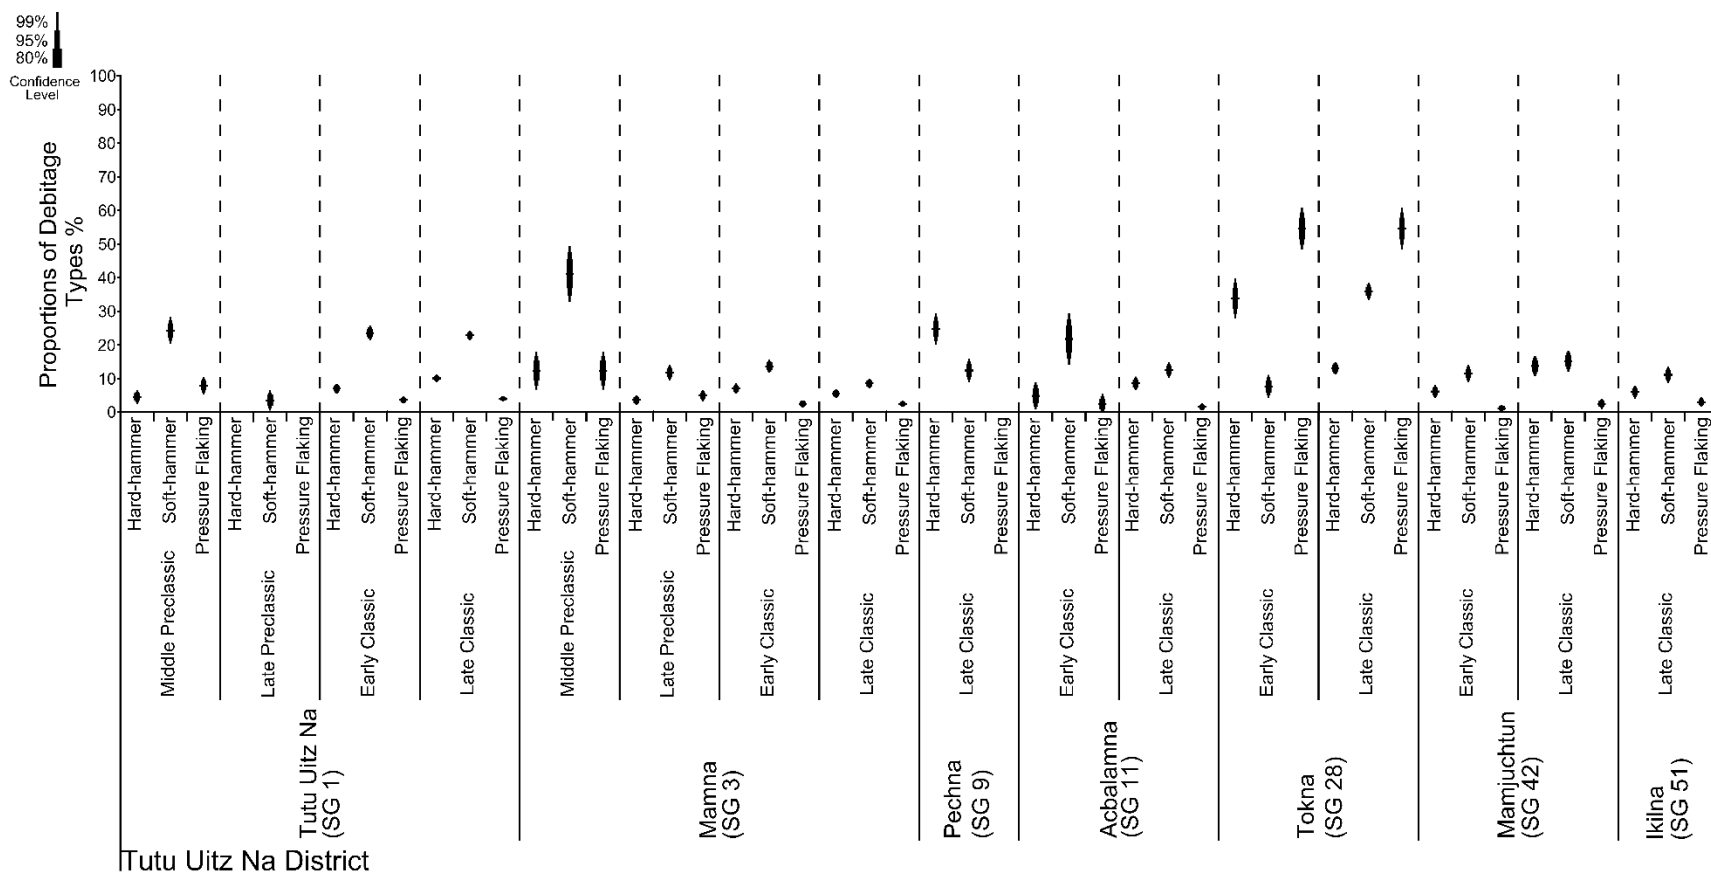 99%
95%
80%
Confidence
Level
Proportions of Debitage
Types %
100
90
80
70
60
50
40
30
20
10
0
Hard-hammer
Soft-hammer
Pressure Flaking
Hard-hammer
Soft-hammer
Pressure Flaking
Hard-hammer
Soft-hammer
Pressure Flaking
Hard-hammer
Soft-hammer
Pressure Flaking
Hard-hammer
Soft-hammer
Pressure Flaking
Hard-hammer
Soft-hammer
Pressure Flaking
Hard-hammer
Soft-hammer
Pressure Flaking
Hard-hammer
Soft-hammer
Pressure Flaking
Hard-hammer
Soft-hammer
Pressure Flaking
Hard-hammer
Soft-hammer
Pressure Flaking
Hard-hammer
Soft-hammer
Pressure Flaking
Hard-hammer
Soft-hammer
Pressure Flaking
Hard-hammer
Soft-hammer
Pressure Flaking
Hard-hammer
Soft-hammer
Pressure Flaking
Hard-hammer
Soft-hammer
Pressure Flaking
Hard-hammer
Soft-hammer
Pressure Flaking
Middle Preclassic
Late Preclassic
Early Classic
Late Classic
Middle Preclassic
Late Preclassic
Early Classic
Late Classic
Late Classic
Early Classic
Late Classic
Early Classic
Late Classic
Early Classic
Late Classic
Late Classic
Tutu Uitz Na
(SG 1)
Mamna
(SG 3)
Pechna
(SG 9)
Acbalamna
(SG 11)
Tokna
(SG 28)
Mamjuchtun
(SG 42)
Ikilna
(SG 51)
Tutu Uitz Na District